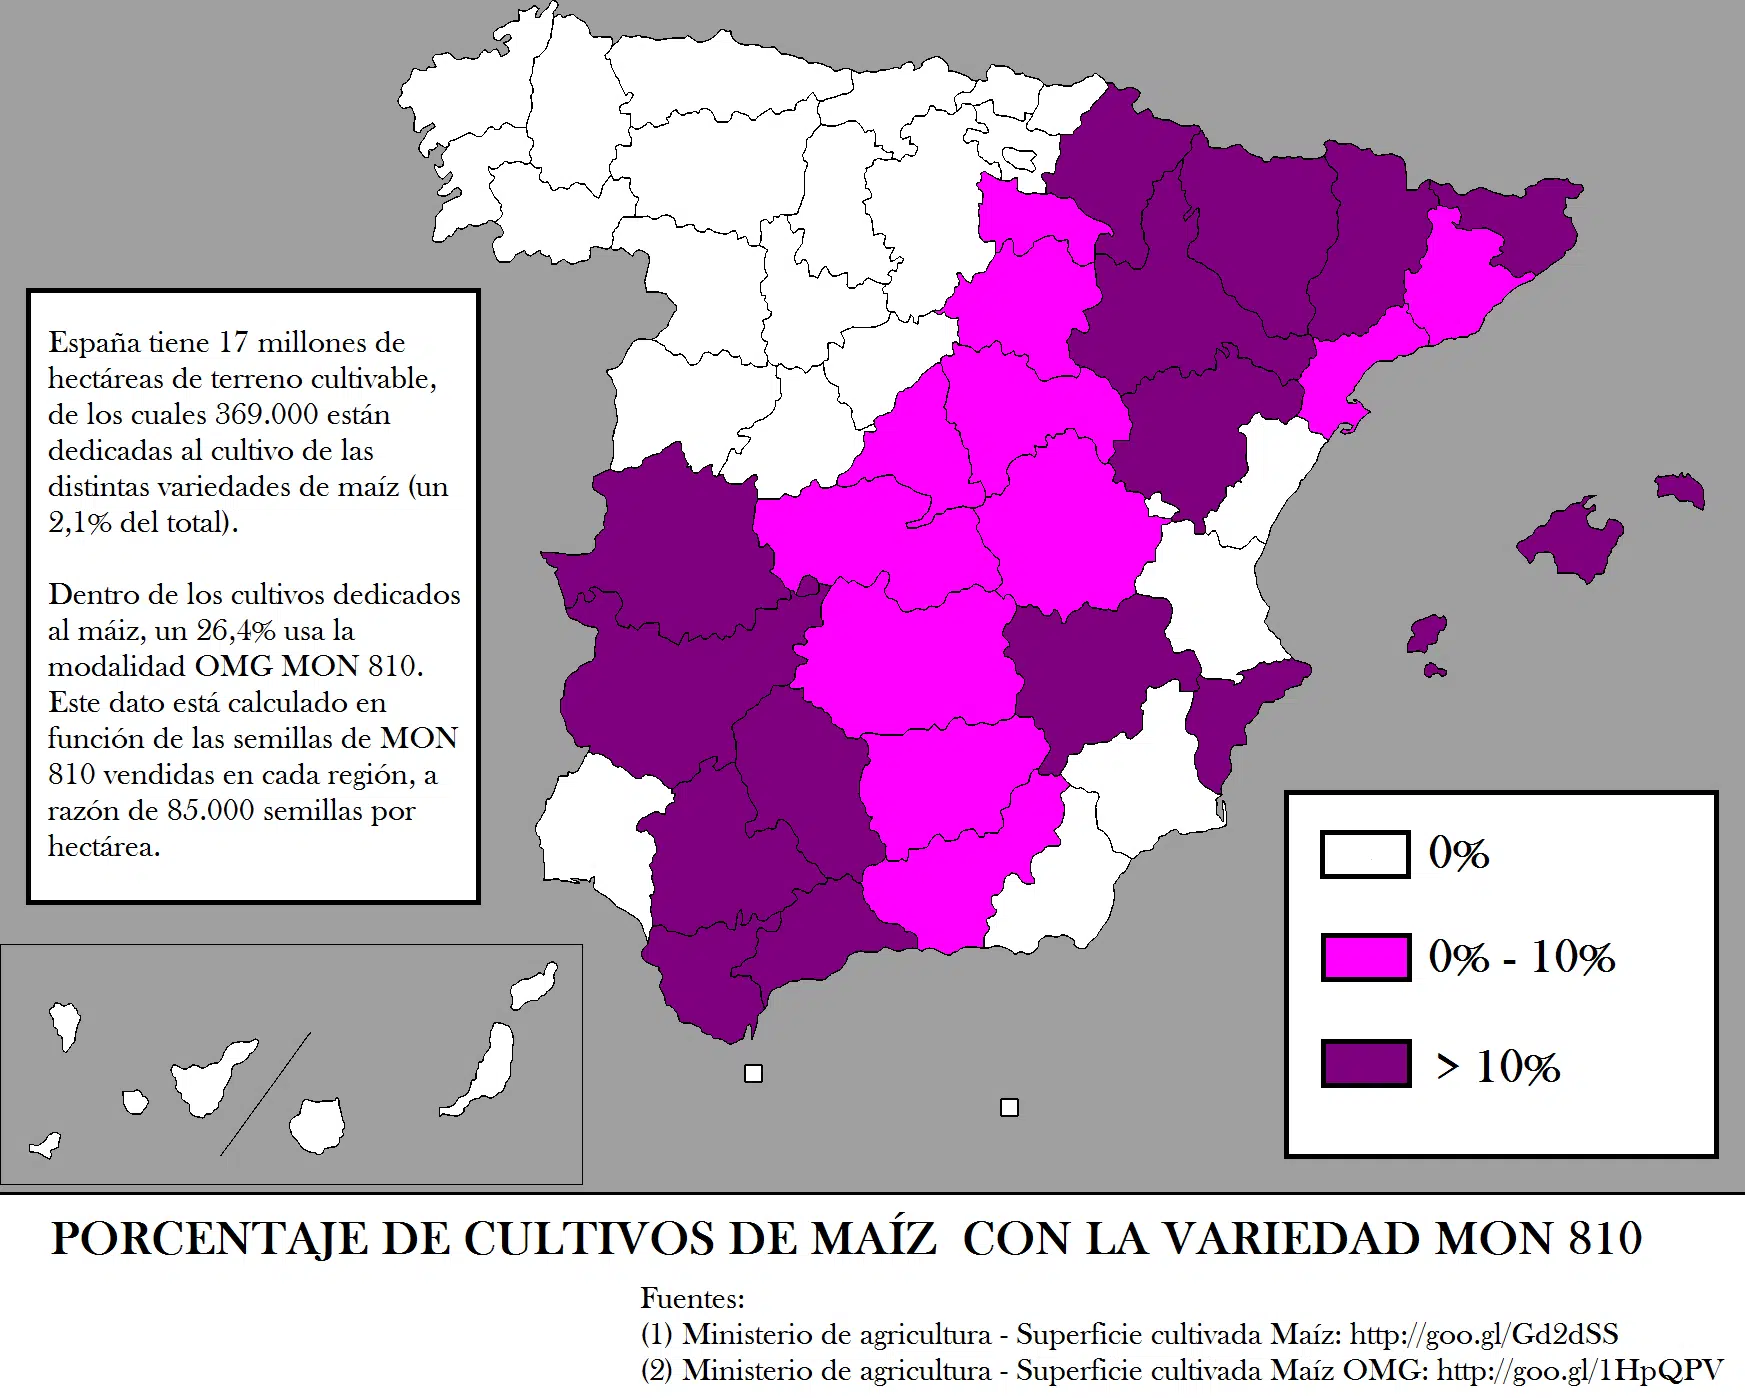 España tiene 17 millones de
hectáreas de terreno cultivable,
de los cuales 369.000 están
dedicadas al cultivo de las
distintas variedades de maíz (un
2,1% del total).
Dentro de los cultivos dedicados
al máiz, un 26,4% usa la
modalidad OMG MON 810.
Este dato está calculado en
función de las semillas de MON
810 vendidas en cada región, a
razón de 85.000 semillas por
hectárea.
0%
0% - 10%
> 10%
PORCENTAJE DE CULTIVOS DE MAÍZ CON LA VARIEDAD MON 810
Fuentes:
(1) Ministerio de agricultura - Superficie cultivada Maíz: http://goo.gl/Gd2dSS
(2) Ministerio de agricultura - Superficie cultivada Maíz OMG: http://goo.gl/1HpQPV